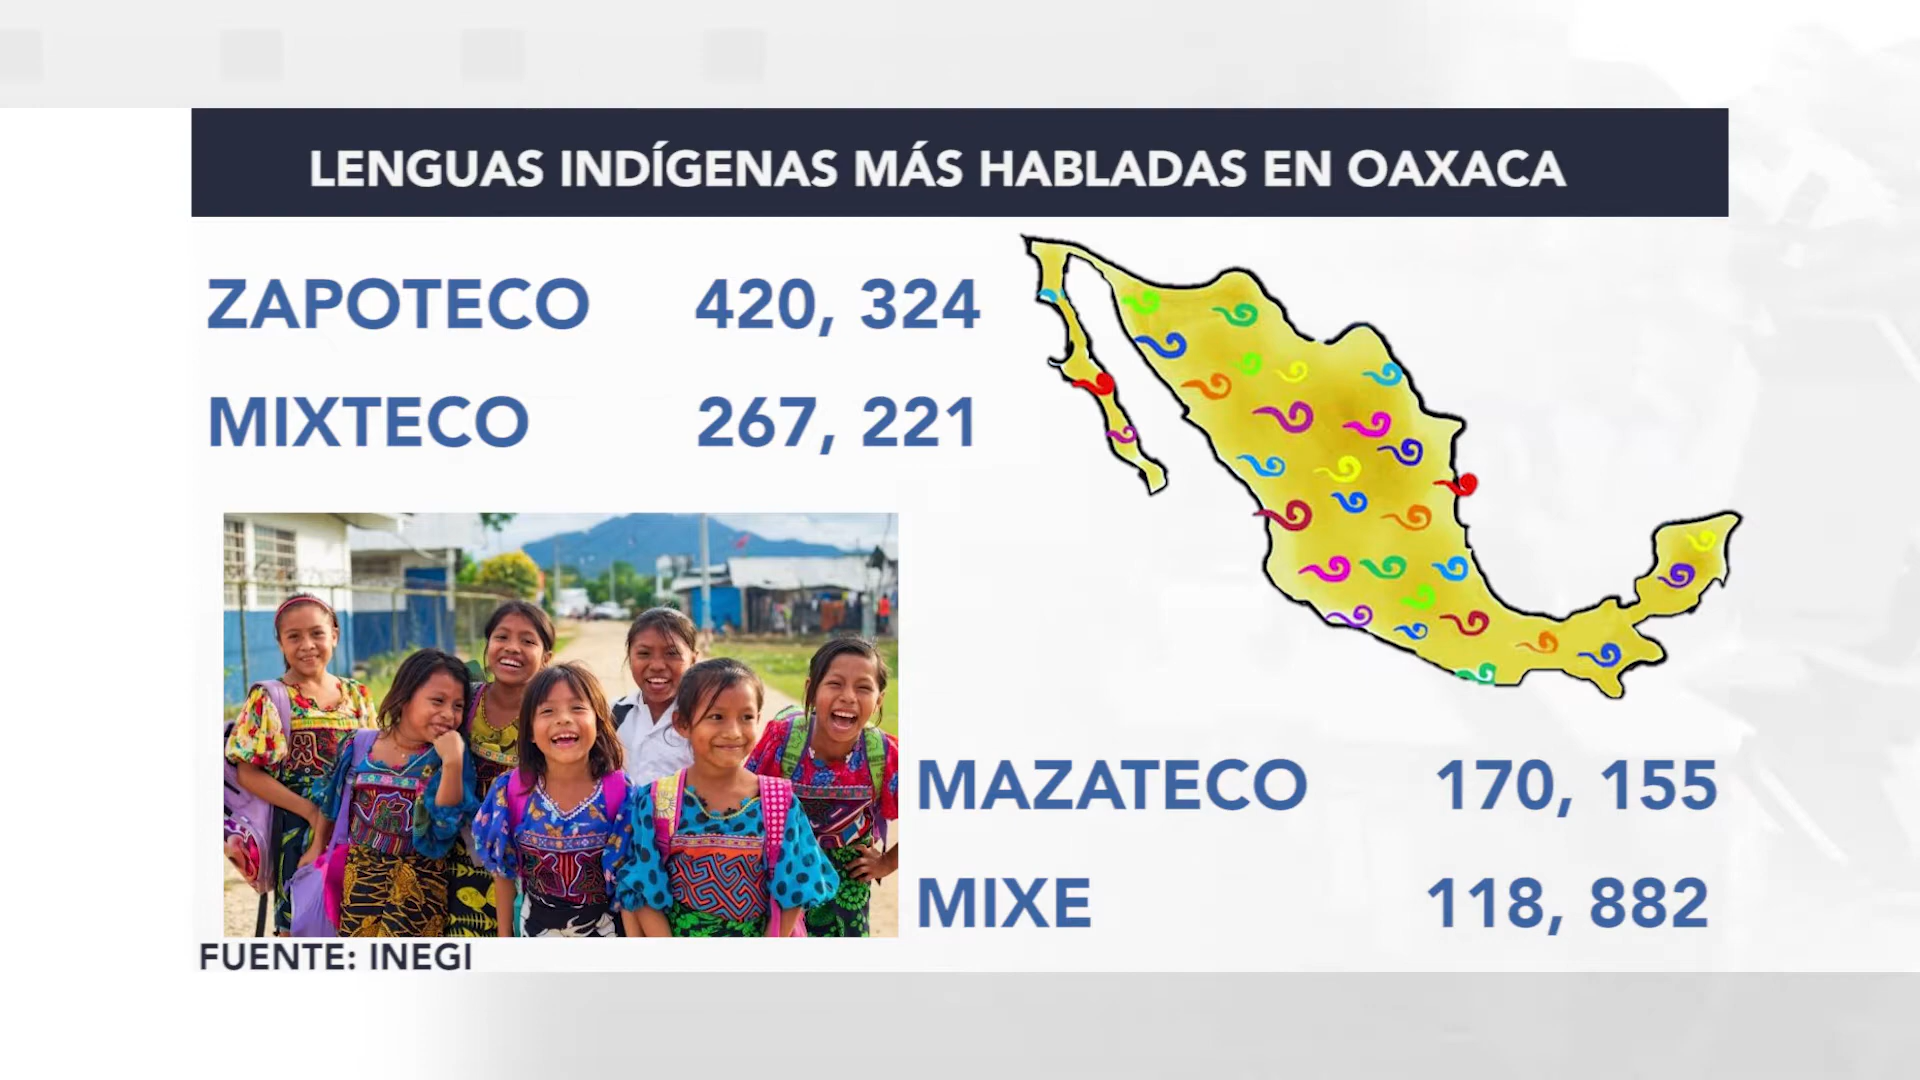 LENGUAS INDÍGENAS MÁS HABLADAS EN OAXACA
ZAPOTECO 420, 324
MIXTECO 267, 221
MAZATECO 170, 155
MIXE 118, 882
FUENTE: INEGI